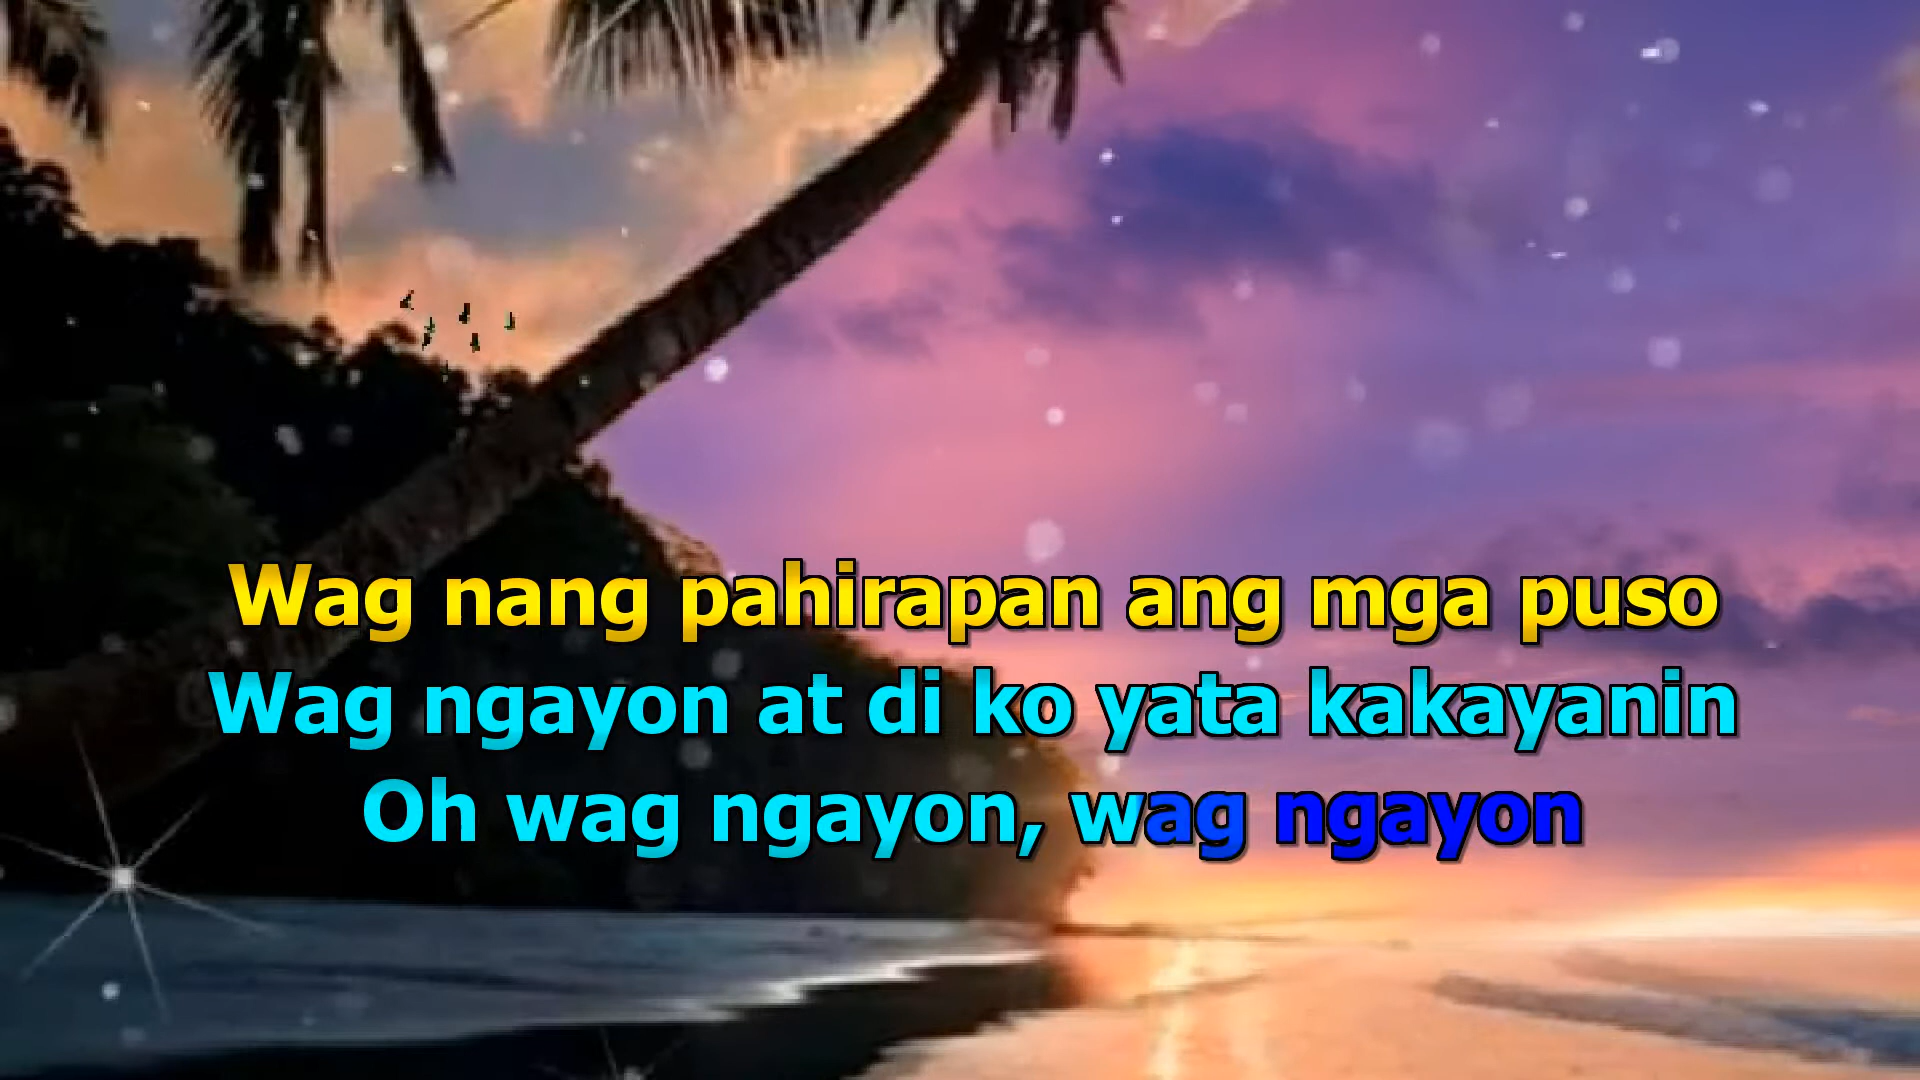 Wag nang pahirapan ang mga puso
Wag ngayon at di ko yata kakayanin
Oh wag ngayon, wag ngayon